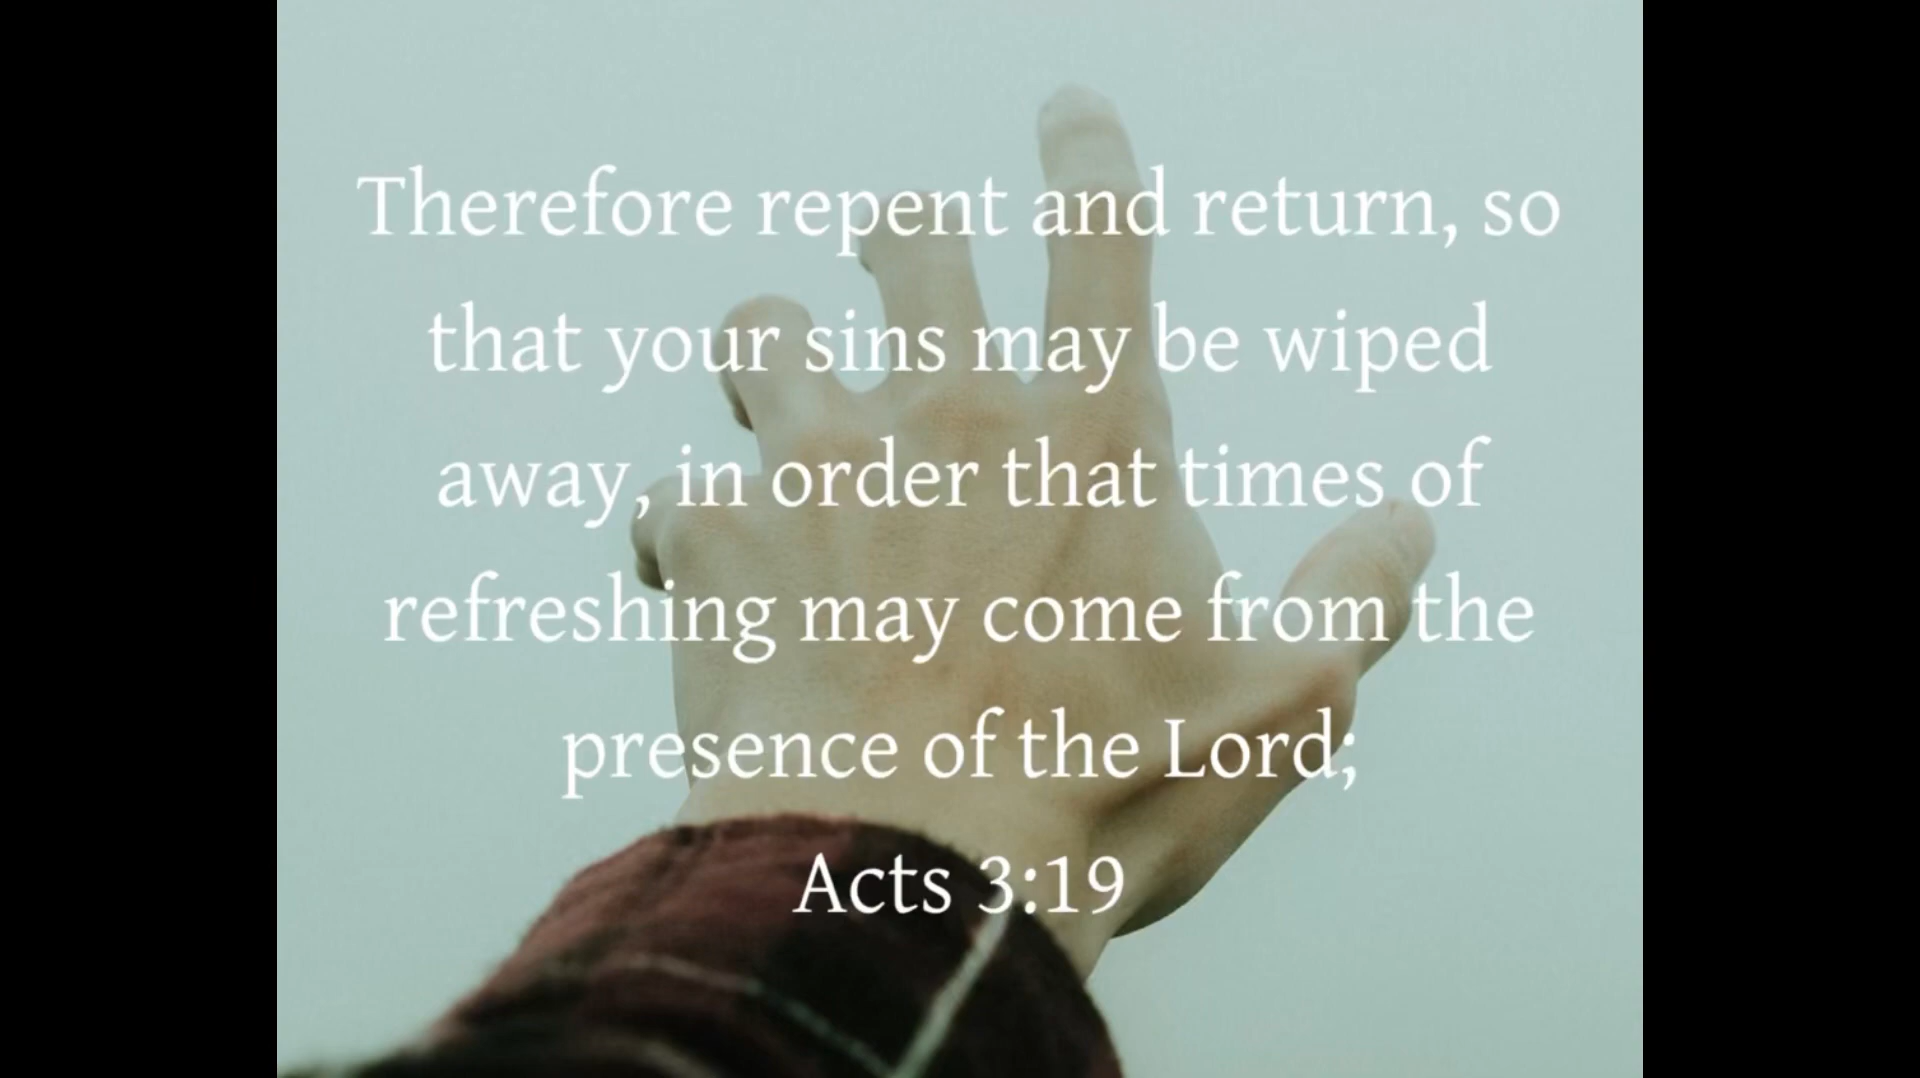 Therefore repent and return, so
that your sins may be wiped
away, in order that times of
refreshing may come from the
presence of the Lord;
Acts 3:19